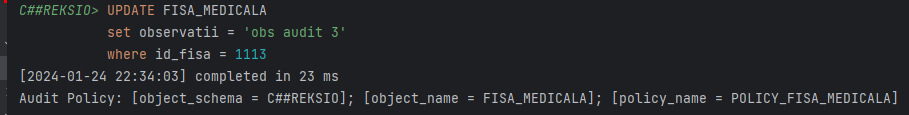 C##REKSIO> UPDATE FISA_MEDICALA
set observatii = 'obs audit 3'
where id_fisa = 1113
[2024-01-24 22:34:03] completed in 23 ms
Audit Policy: [object_schema = C##REKSIO]; [object_name = FISA_MEDICALA]; [policy_name = POLICY_FISA_MEDICALA]